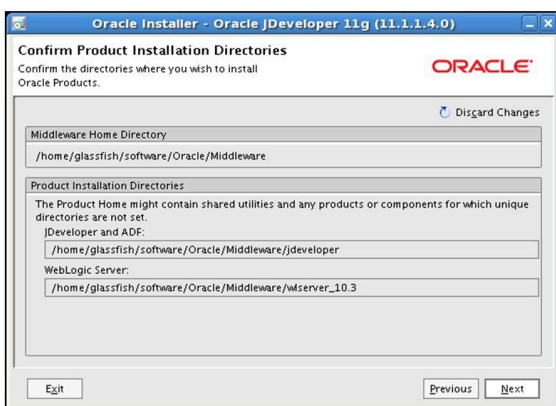 Oracle Installer - Oracle JDeveloper 11g (11.1.1.4.0)
Confirm Product Installation Directories
Confirm the directories where you wish to install
Oracle Products.
ORACLE
Discard Changes
Middleware Home Directory
/home/glassfish/software/Oracle/Middleware
Product Installation Directories
The Product Home might contain shared utilities and any products or components for which unique
directories are not set.
JDeveloper and ADF:
/home/glassfish/software/Oracle/Middleware/jdeveloper
WebLogic Server:
/home/glassfish/software/Oracle/Middleware/wlserver_10.3
Exit
Previous
Next